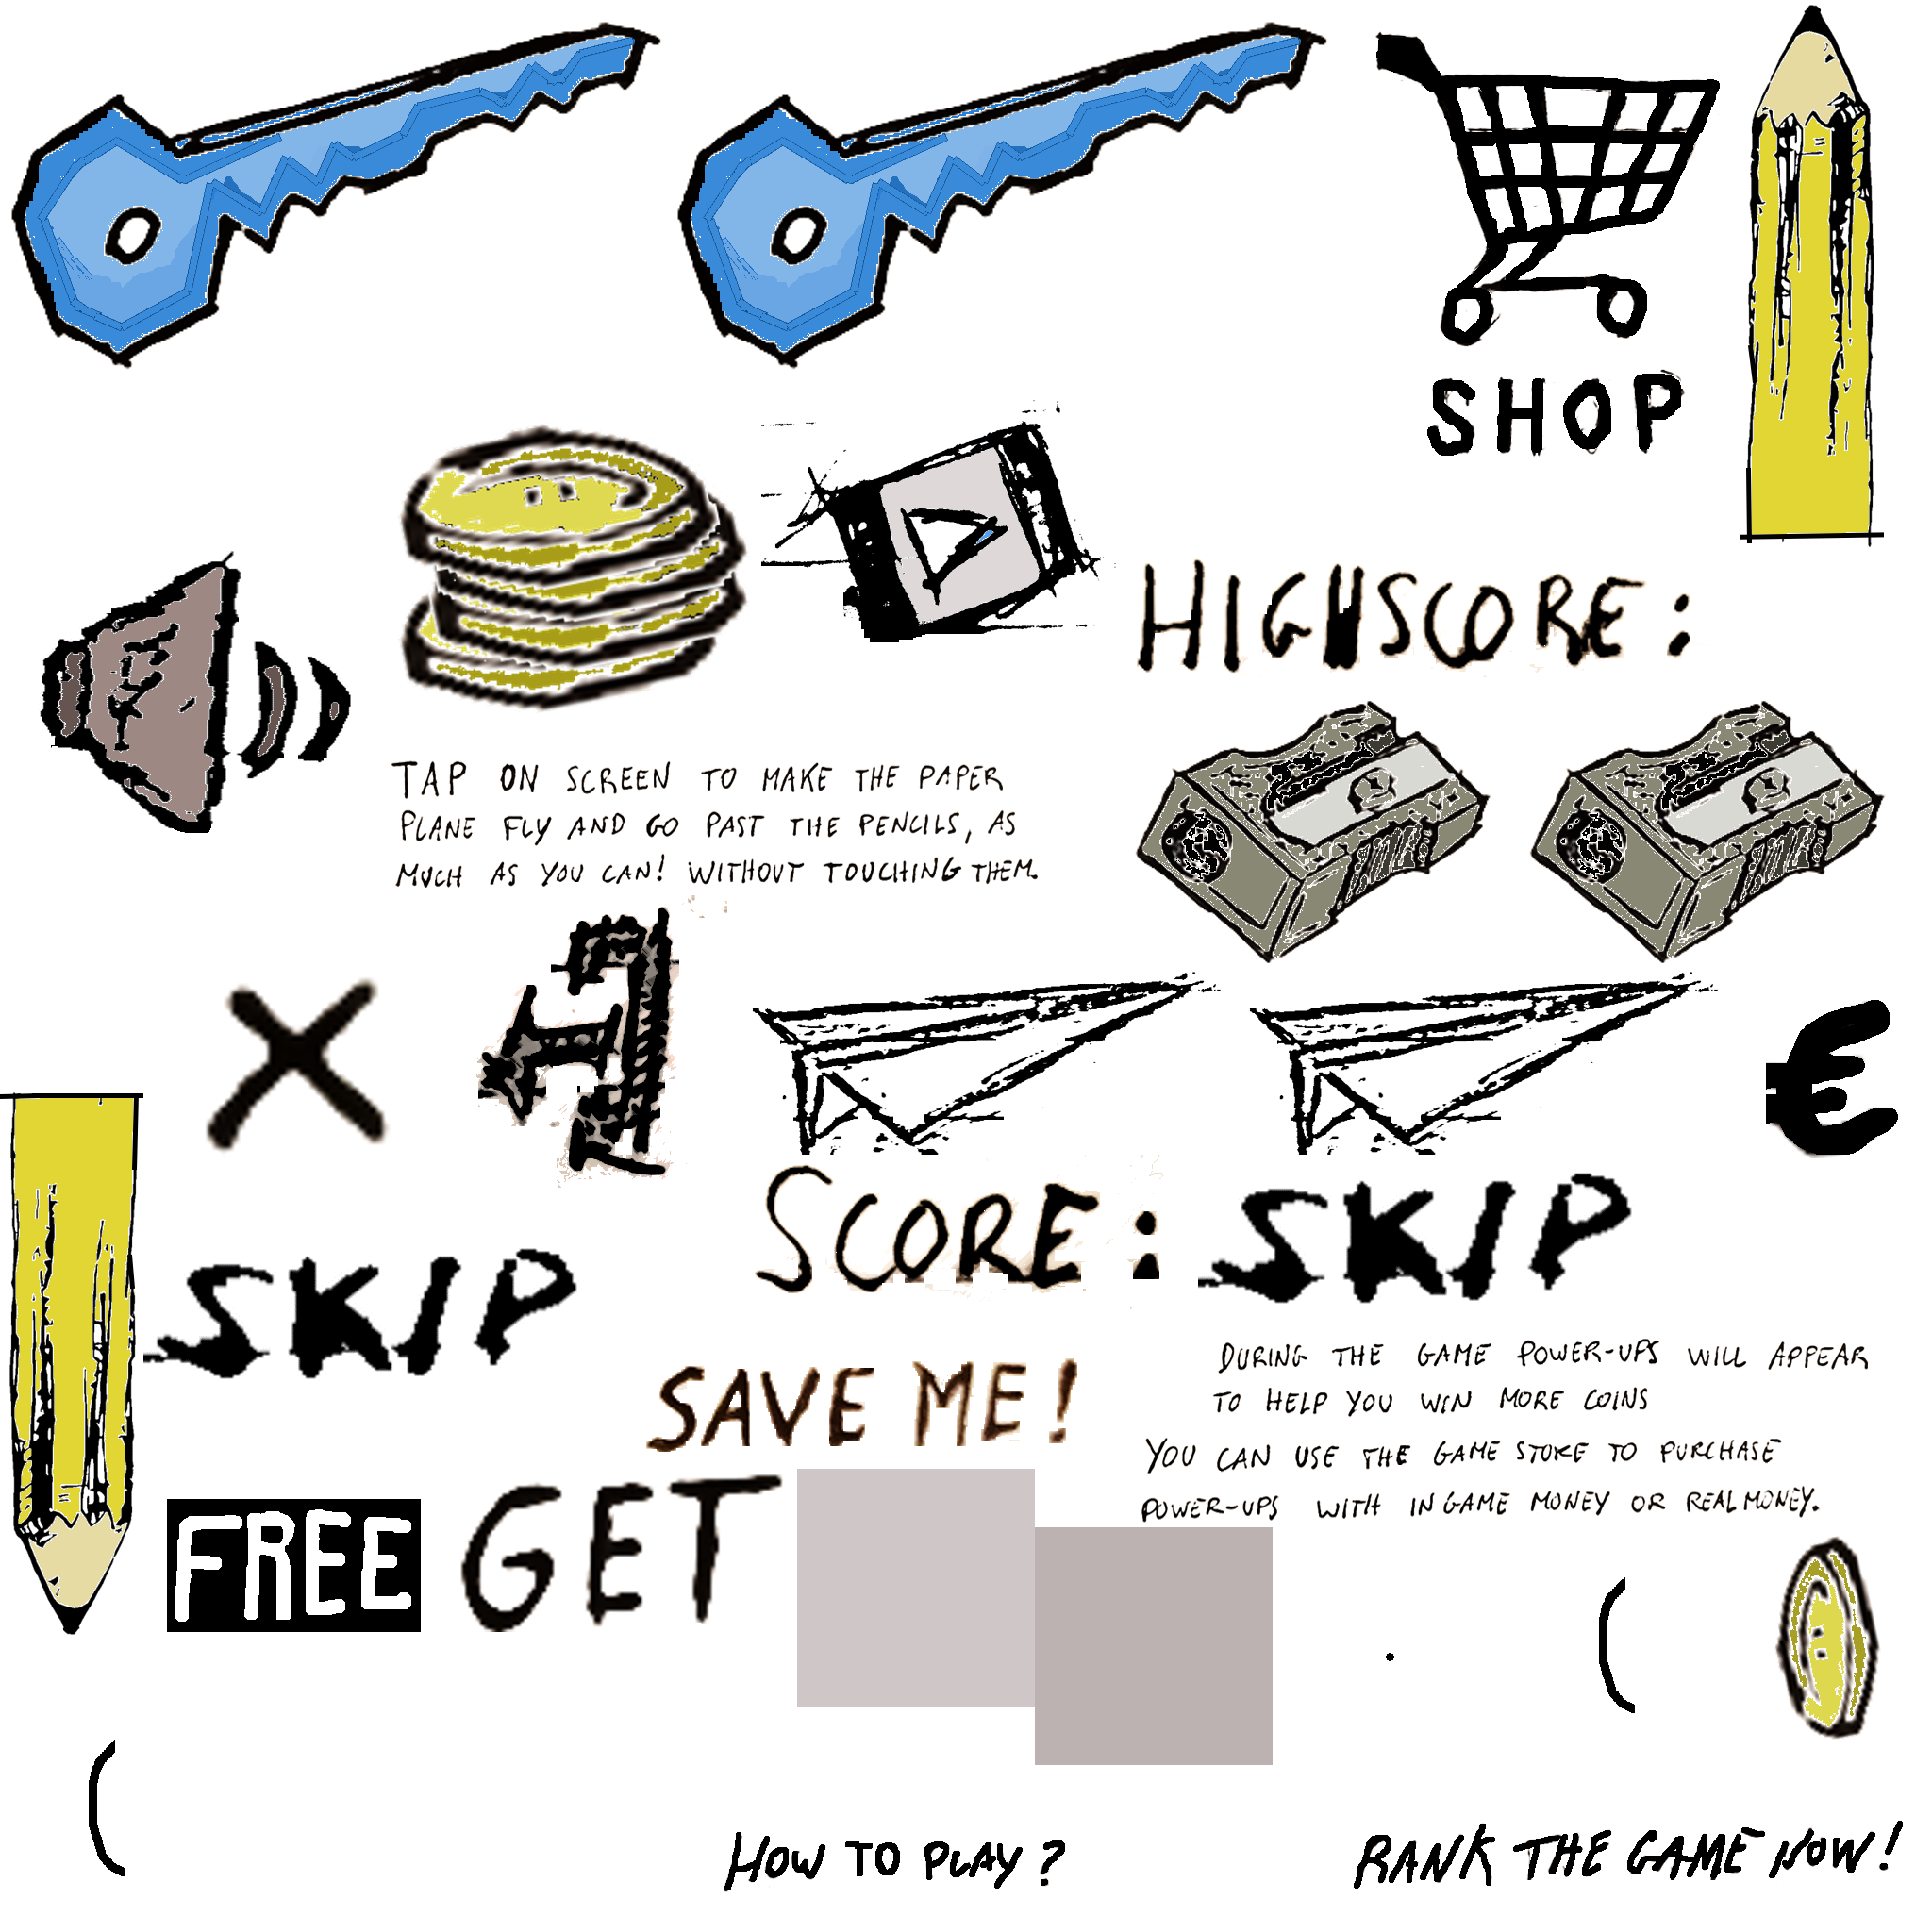 SHOP
HIGHSCORE:
TAP ON SCREEN TO MAKE THE PAPER
PLANE FLY AND GO PAST THE PENCILS, AS
MUCH AS YOU CAN! WITHOUT TOUCHING THEM.
€
SCORE:
SKIP
SKIP
SAVE ME!
DURING THE GAME POWER-UPS WILL APPEAR
TO HELP YOU WIN MORE COINS
YOU CAN USE THE GAME STORE TO PURCHASE
POWER-UPS WITH IN GAME MONEY OR REAL MONEY.
FREE
GET
HOW TO PLAY?
RANK THE GAME NOW!